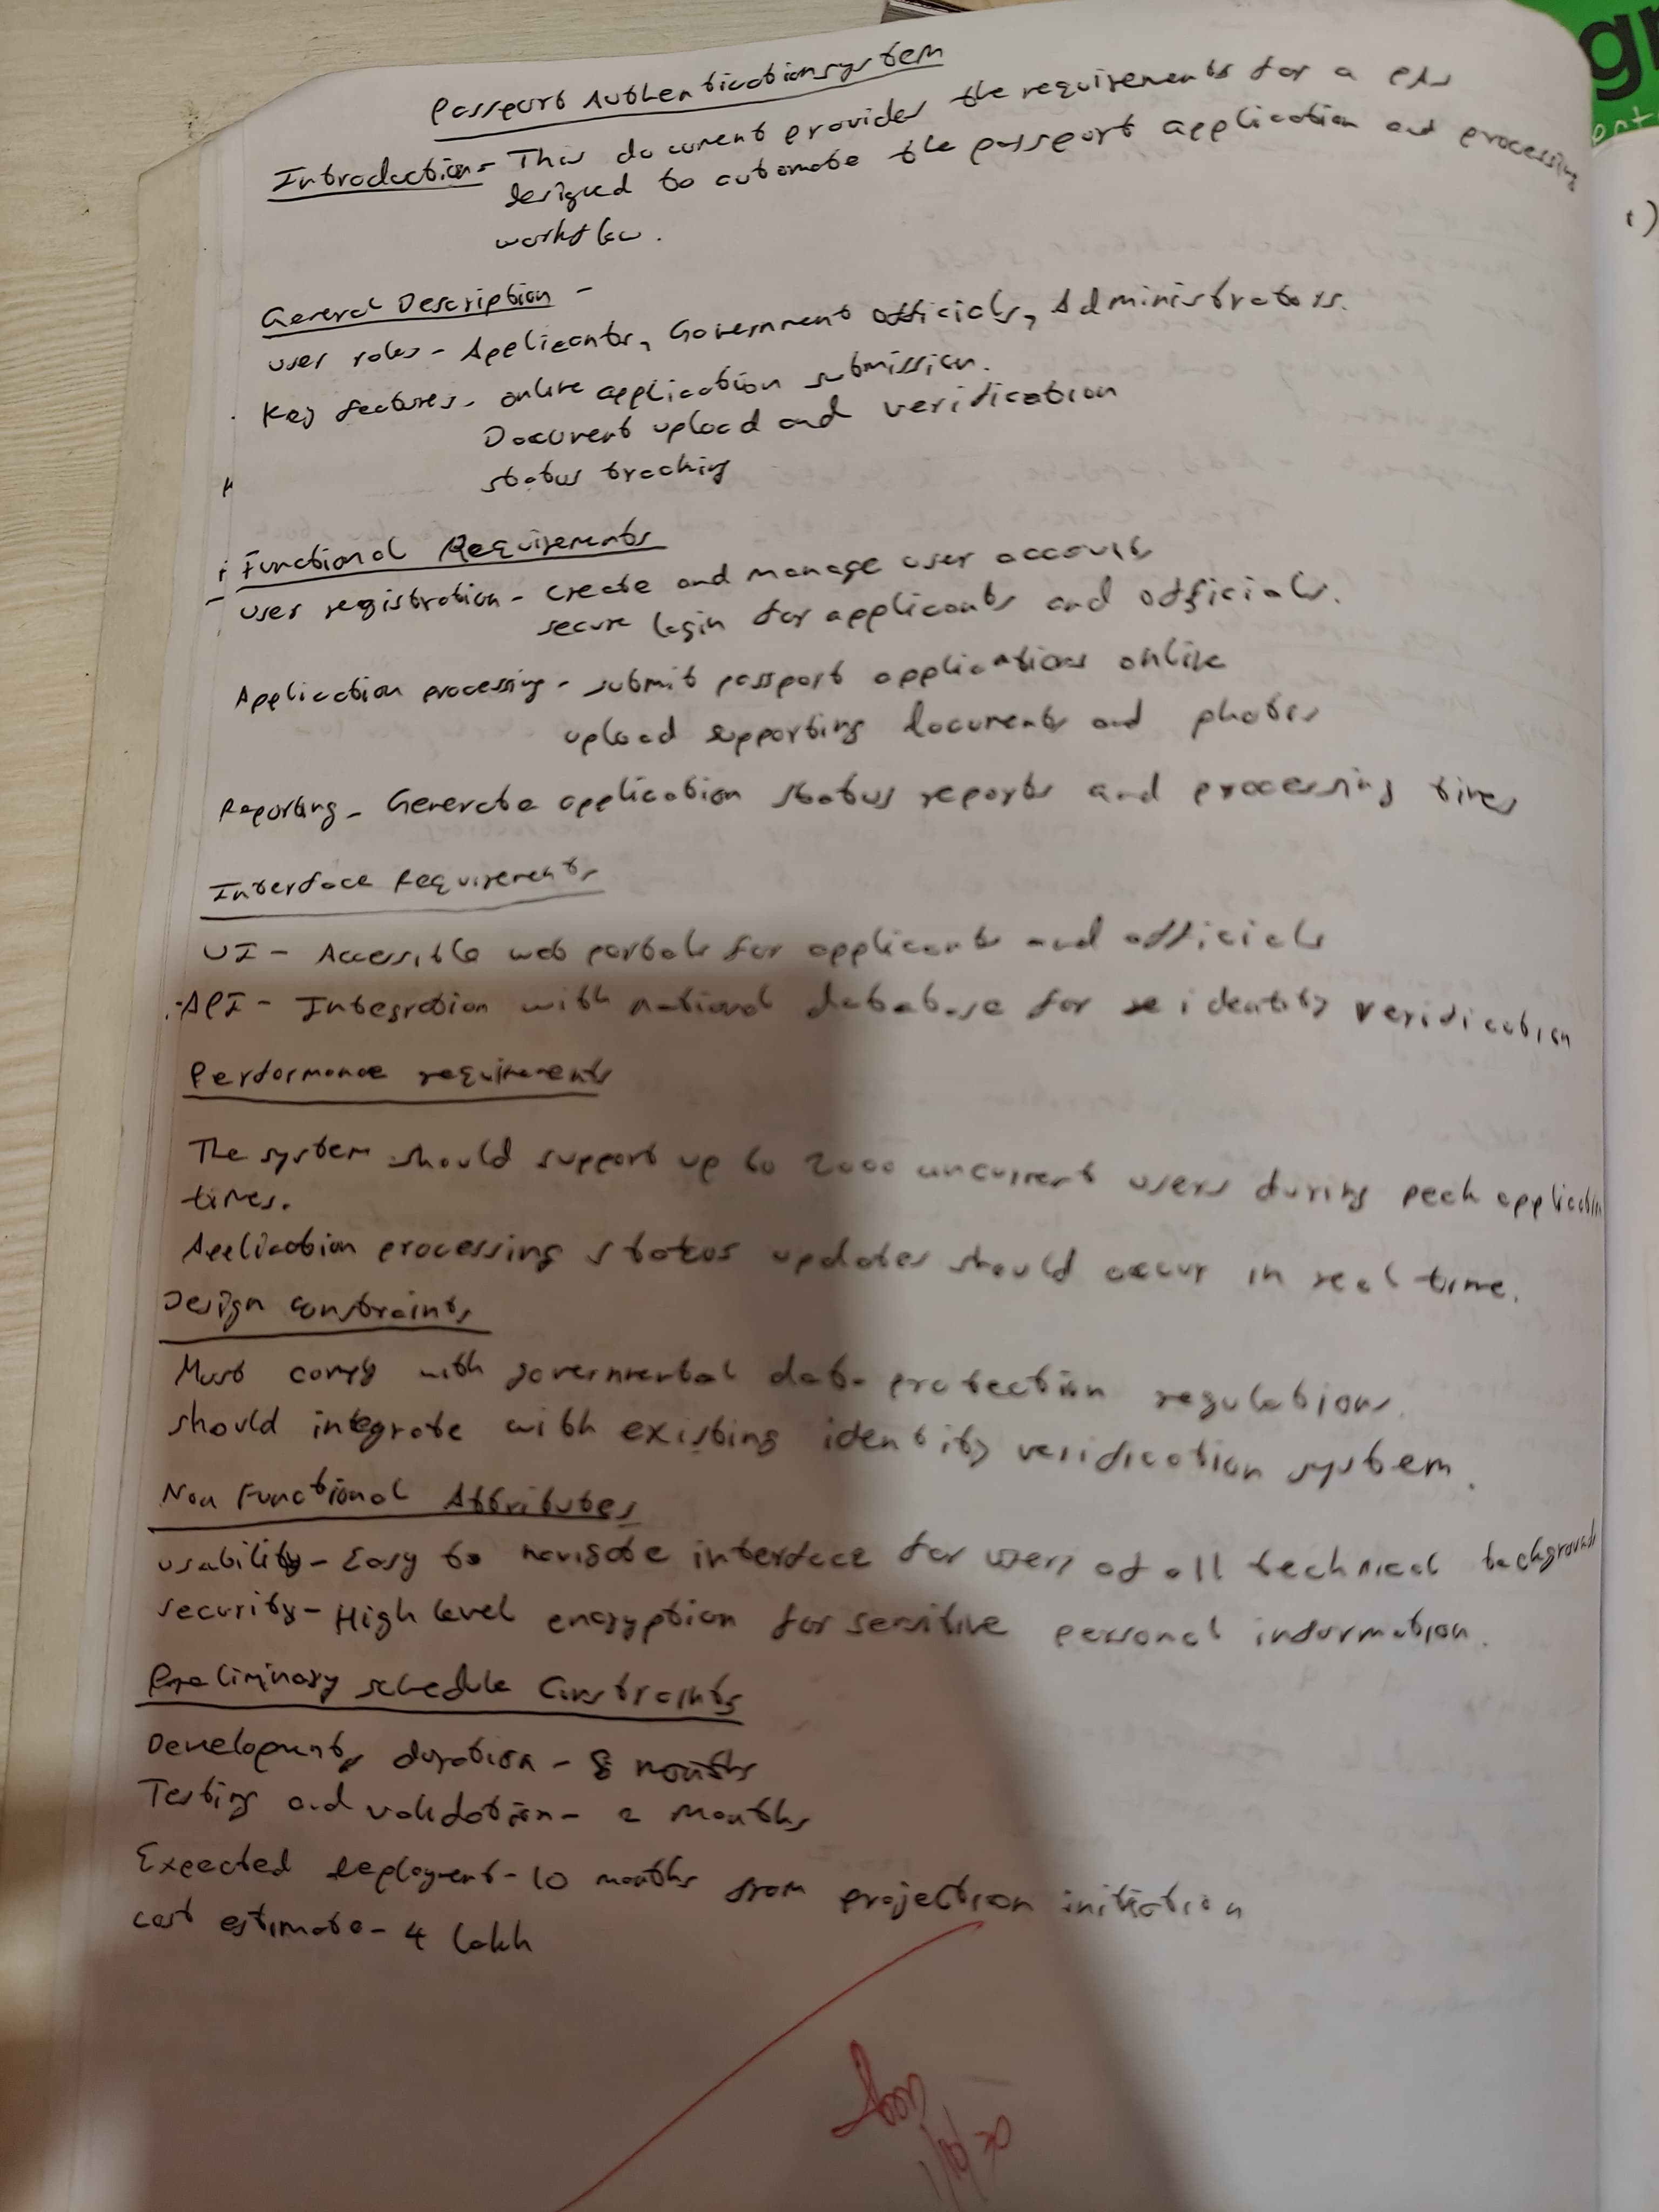 Passport Authentication system
Introduction - This document provides the requirements for a PAS
designed to automate the passport application and processing
workflow.
General Description -
user roles - Applicants, Government officials, Administrators.
Key features - online application submission.
Document upload and verification
status tracking
Functional Requirements
user registration - create and manage user accounts
secure login for applicants and officials.
Application processing - submit passport applications online
upload supporting documents and photos
Reporting - Generate application status reports and processing times
Interface Requirements
UI - Accessible web portals for applicants and officials
API - Integration with national database for identity verification
Performance requirements
The system should support up to 2000 concurrent users during peak application
times.
Application processing status updates should occur in real time.
Design constraints
Must comply with governmental data protection regulations.
should integrate with existing identity verification system.
Non Functional Attributes
usability - Easy to navigate interface for users of all technical backgrounds
security - High level encryption for sensitive personal information.
Preliminary schedule Constraints
Development duration - 8 months
Testing and validation - 2 months
Expected deployment - 10 months from projection initiation
cost estimate - 4 lakh
gr
1)